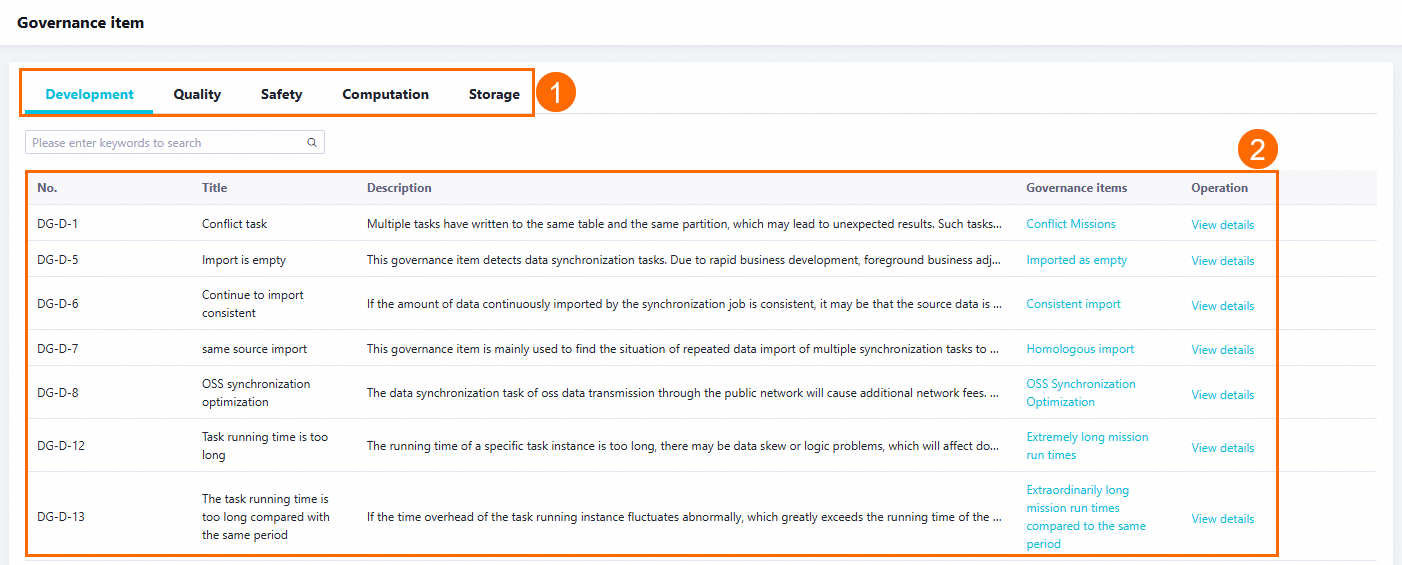 Governance item
Development Quality Safety Computation Storage 1
Please enter keywords to search
2
No. Title Description Governance items Operation
DG-D-1 Conflict task Multiple tasks have written to the same table and the same partition, which may lead to unexpected results. Such tasks... Conflict Missions View details
DG-D-5 Import is empty This governance item detects data synchronization tasks. Due to rapid business development, foreground business adj... Imported as empty View details
DG-D-6 Continue to import
consistent If the amount of data continuously imported by the synchronization job is consistent, it may be that the source data is ... Consistent import View details
DG-D-7 same source import This governance item is mainly used to find the situation of repeated data import of multiple synchronization tasks to ... Homologous import View details
DG-D-8 OSS synchronization
optimization The data synchronization task of oss data transmission through the public network will cause additional network fees. ... OSS Synchronization
Optimization View details
DG-D-12 Task running time is too
long The running time of a specific task instance is too long, there may be data skew or logic problems, which will affect do... Extremely long mission
run times View details
DG-D-13 The task running time is
too long compared with
the same period If the time overhead of the task running instance fluctuates abnormally, which greatly exceeds the running time of the ... Extraordinarily long
mission run times
compared to the same
period View details